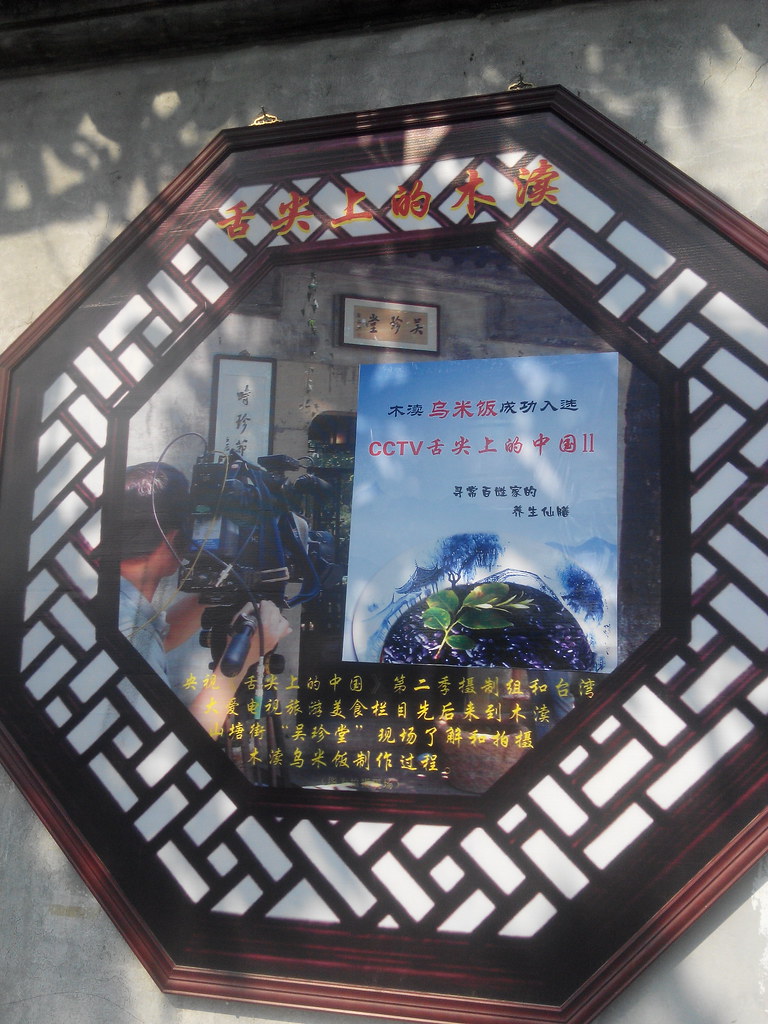 舌尖上的木渎
吴珍堂
木渎乌米饭成功入选
CCTV舌尖上的中国II
寻常百姓家的
养生仙膳
央视《舌尖上的中国》第二季摄制组和台湾
大爱电视旅游美食栏目先后来到木渎
山塘街“吴珍堂”现场了解和拍摄
木渎乌米饭制作过程。